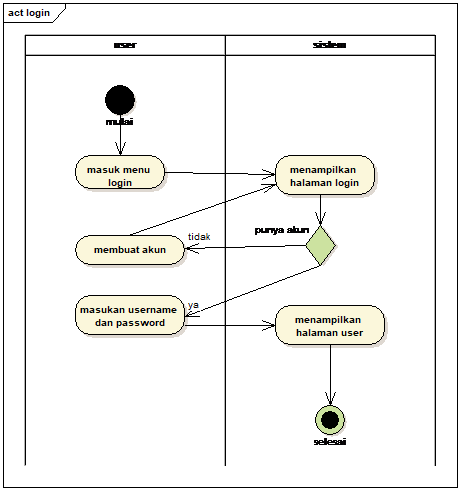 act login
user
sistem
mulai
masuk menu
login
menampilkan
halaman login
punya akun
tidak
membuat akun
ya
masukan username
dan password
menampilkan
halaman user
selesai